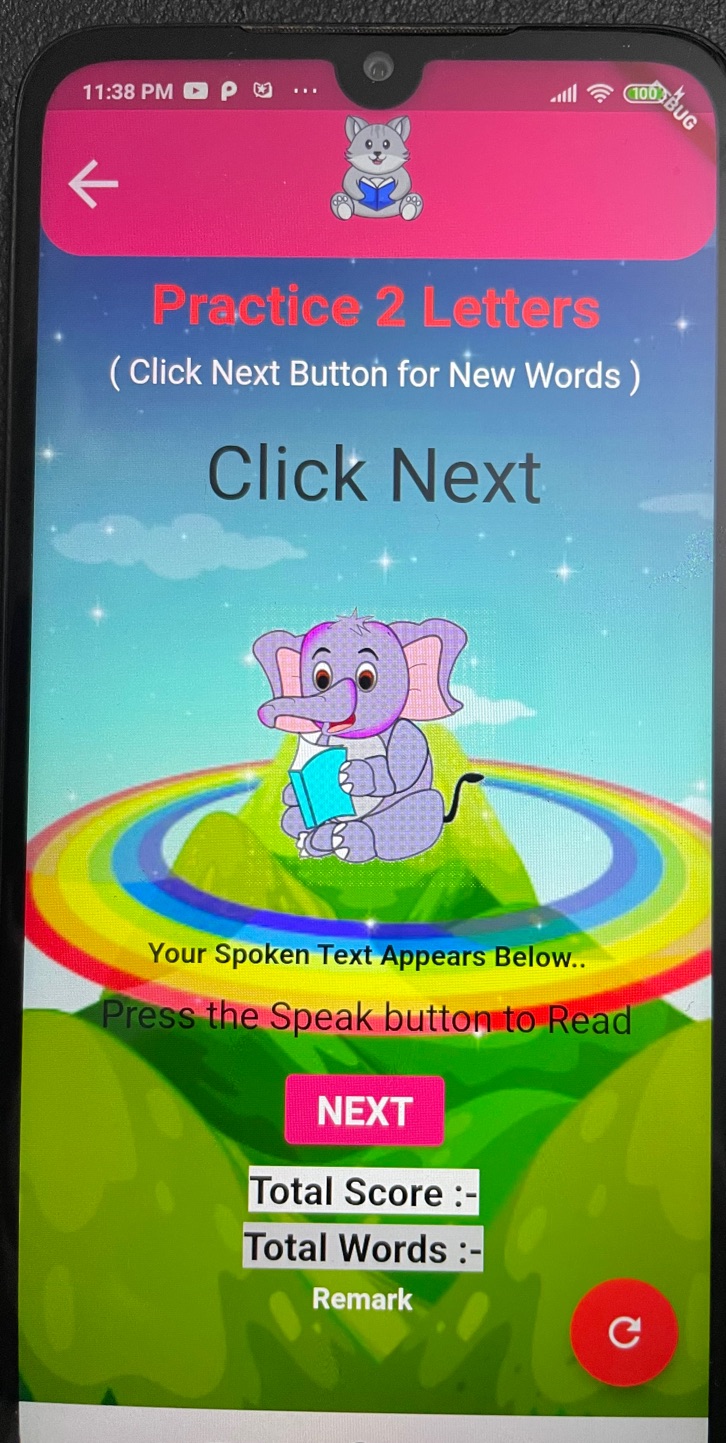 11:38 PM
100
Practice 2 Letters
( Click Next Button for New Words )
Click Next
Your Spoken Text Appears Below..
Press the Speak button to Read
NEXT
Total Score :-
Total Words :-
Remark